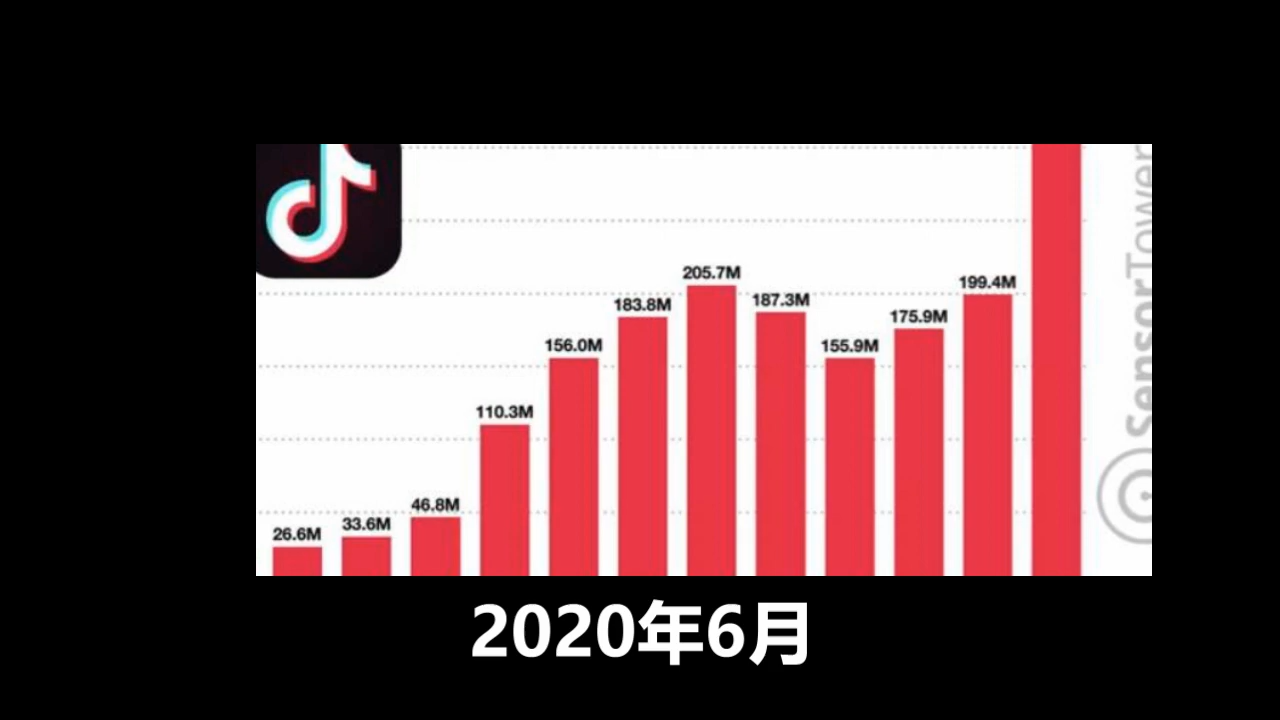 205.7M
199.4M
187.3M
183.8M
175.9M
156.0M
155.9M
110.3M
46.8M
33.6M
26.6M
SensorTower
2020年6月